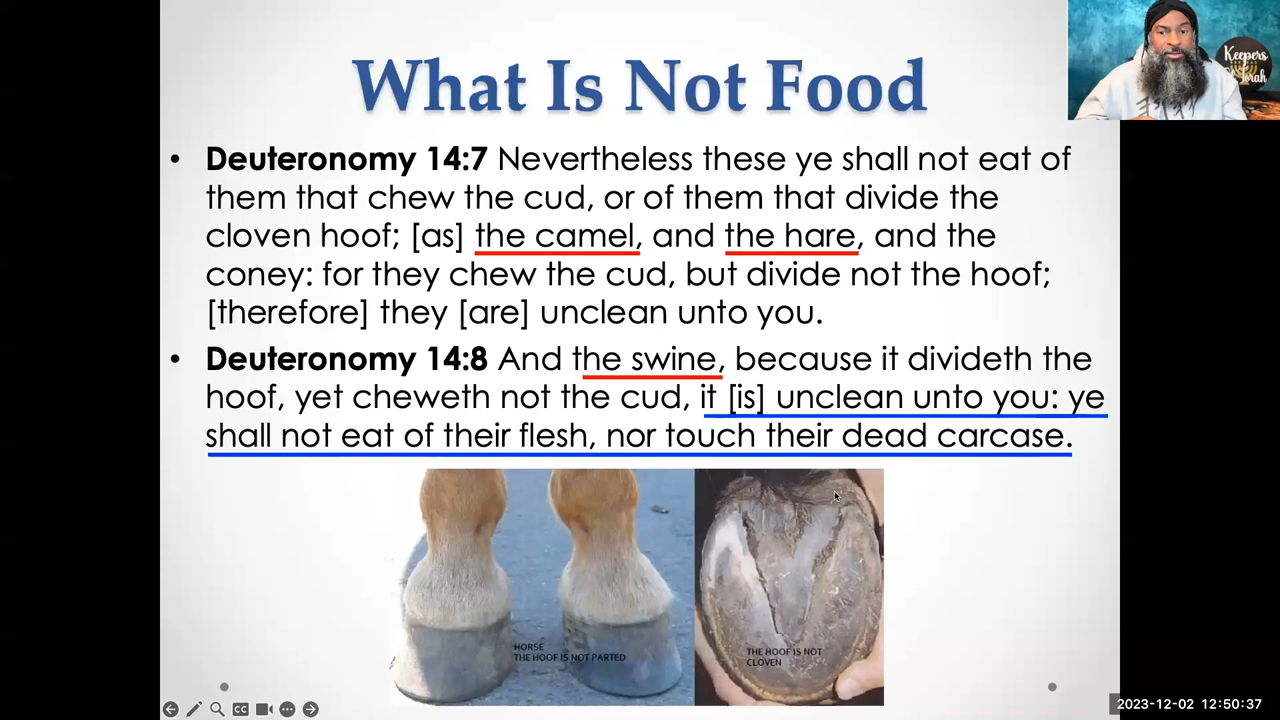 What Is Not Food
Keepers
Torah
• Deuteronomy 14:7 Nevertheless these ye shall not eat of
them that chew the cud, or of them that divide the
cloven hoof; [as] the camel, and the hare, and the
coney: for they chew the cud, but divide not the hoof;
[therefore] they [are] unclean unto you.
• Deuteronomy 14:8 And the swine, because it divideth the
hoof, yet cheweth not the cud, it [is] unclean unto you: ye
shall not eat of their flesh, nor touch their dead carcase.
HORSE
THE HOOF IS NOT PARTED
THE HOOF IS NOT
CLOVEN
CC
2023-12-02 12:50:37